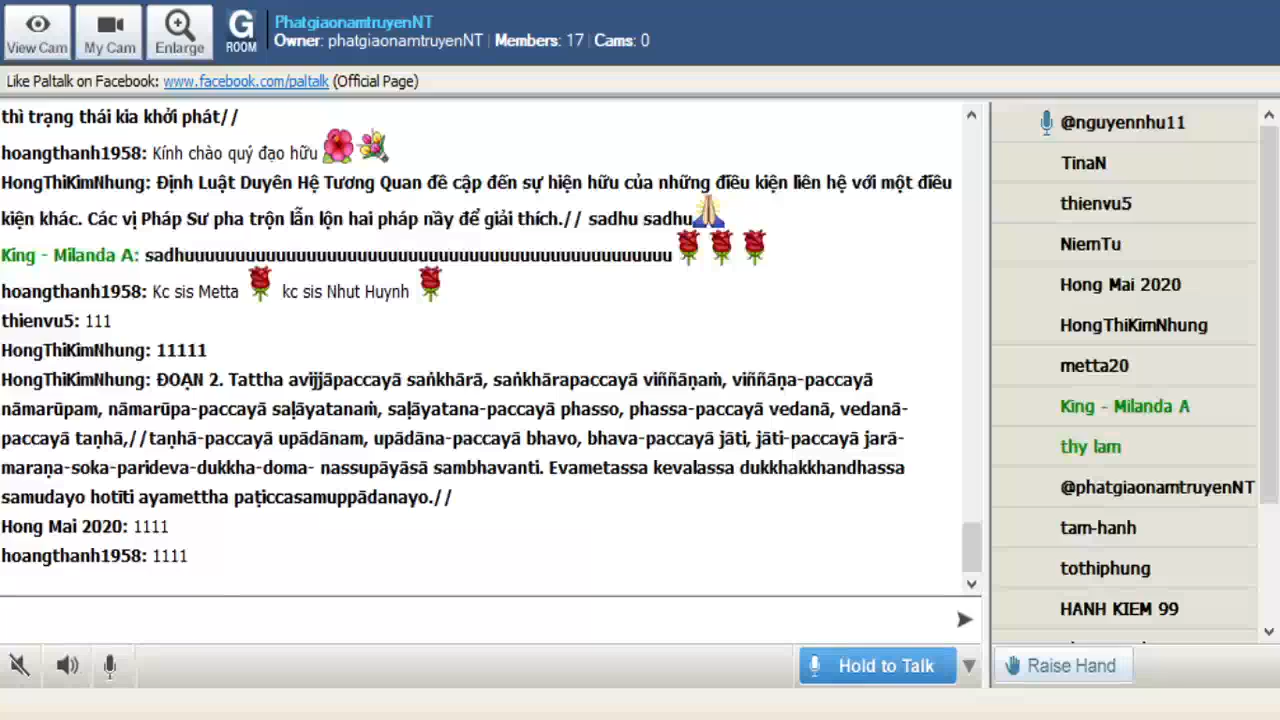 PhatgiaonamtruyenNT
Owner: phatgiaonamtruyenNT | Members: 17 | Cams: 0
View Cam
My Cam
Enlarge
G
ROOM
Like Paltalk on Facebook: www.facebook.com/paltalk (Official Page)
thì trạng thái kia khởi phát//
hoangthanh1958: Kính chào quý đạo hữu
HongThiKimNhung: Định Luật Duyên Hệ Tương Quan đề cập đến sự hiện hữu của những điều kiện liên hệ với một điều
kiện khác. Các vị Pháp Sư pha trộn lẫn lộn hai pháp nầy để giải thích.// sadhu sadhu
King - Milanda A: sadhuuuuuuuuuuuuuuuuuuuuuuuuuuuuuuuuuuuuuuuuuuuuuuuuuu
hoangthanh1958: Kc sis Metta kc sis Nhut Huynh
thienvu5: 111
HongThiKimNhung: 11111
HongThiKimNhung: ĐOẠN 2. Tattha avijjāpaccayā saṅkhārā, saṅkhārapaccayā viññāṇaṁ, viññāṇa-paccayā
nāmarūpam, nāmarūpa-paccayā saḷāyatanaṁ, saḷāyatana-paccayā phasso, phassa-paccayā vedanā, vedanā-
paccayā taṇhā,//taṇhā-paccayā upādānam, upādāna-paccayā bhavo, bhava-paccayā jāti, jāti-paccayā jarā-
maraṇa-soka-parideva-dukkha-doma- nassupāyāsā sambhavanti. Evametassa kevalassa dukkhakkhandhassa
samudayo hotīti ayamettha paṭiccasamuppādanayo.//
Hong Mai 2020: 1111
hoangthanh1958: 1111
@nguyennhu11
TinaN
thienvu5
NiemTu
Hong Mai 2020
HongThiKimNhung
metta20
King - Milanda A
thy lam
@phatgiaonamtruyenNT
tam-hanh
tothiphung
HANH KIEM 99
Hold to Talk
Raise Hand